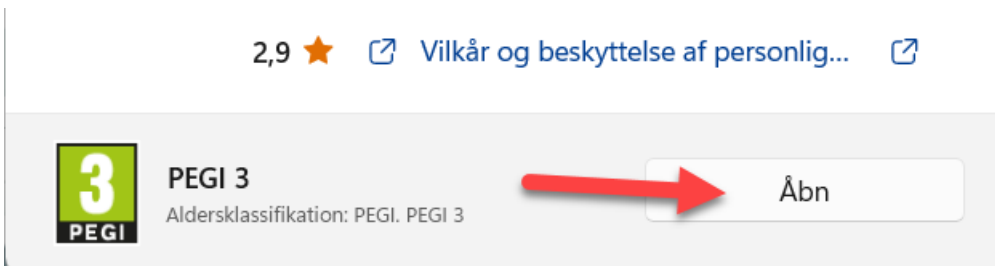 2,9 Vilkår og beskyttelse af personlig...
3
PEGI
PEGI 3
Aldersklassifikation: PEGI. PEGI 3
Åbn